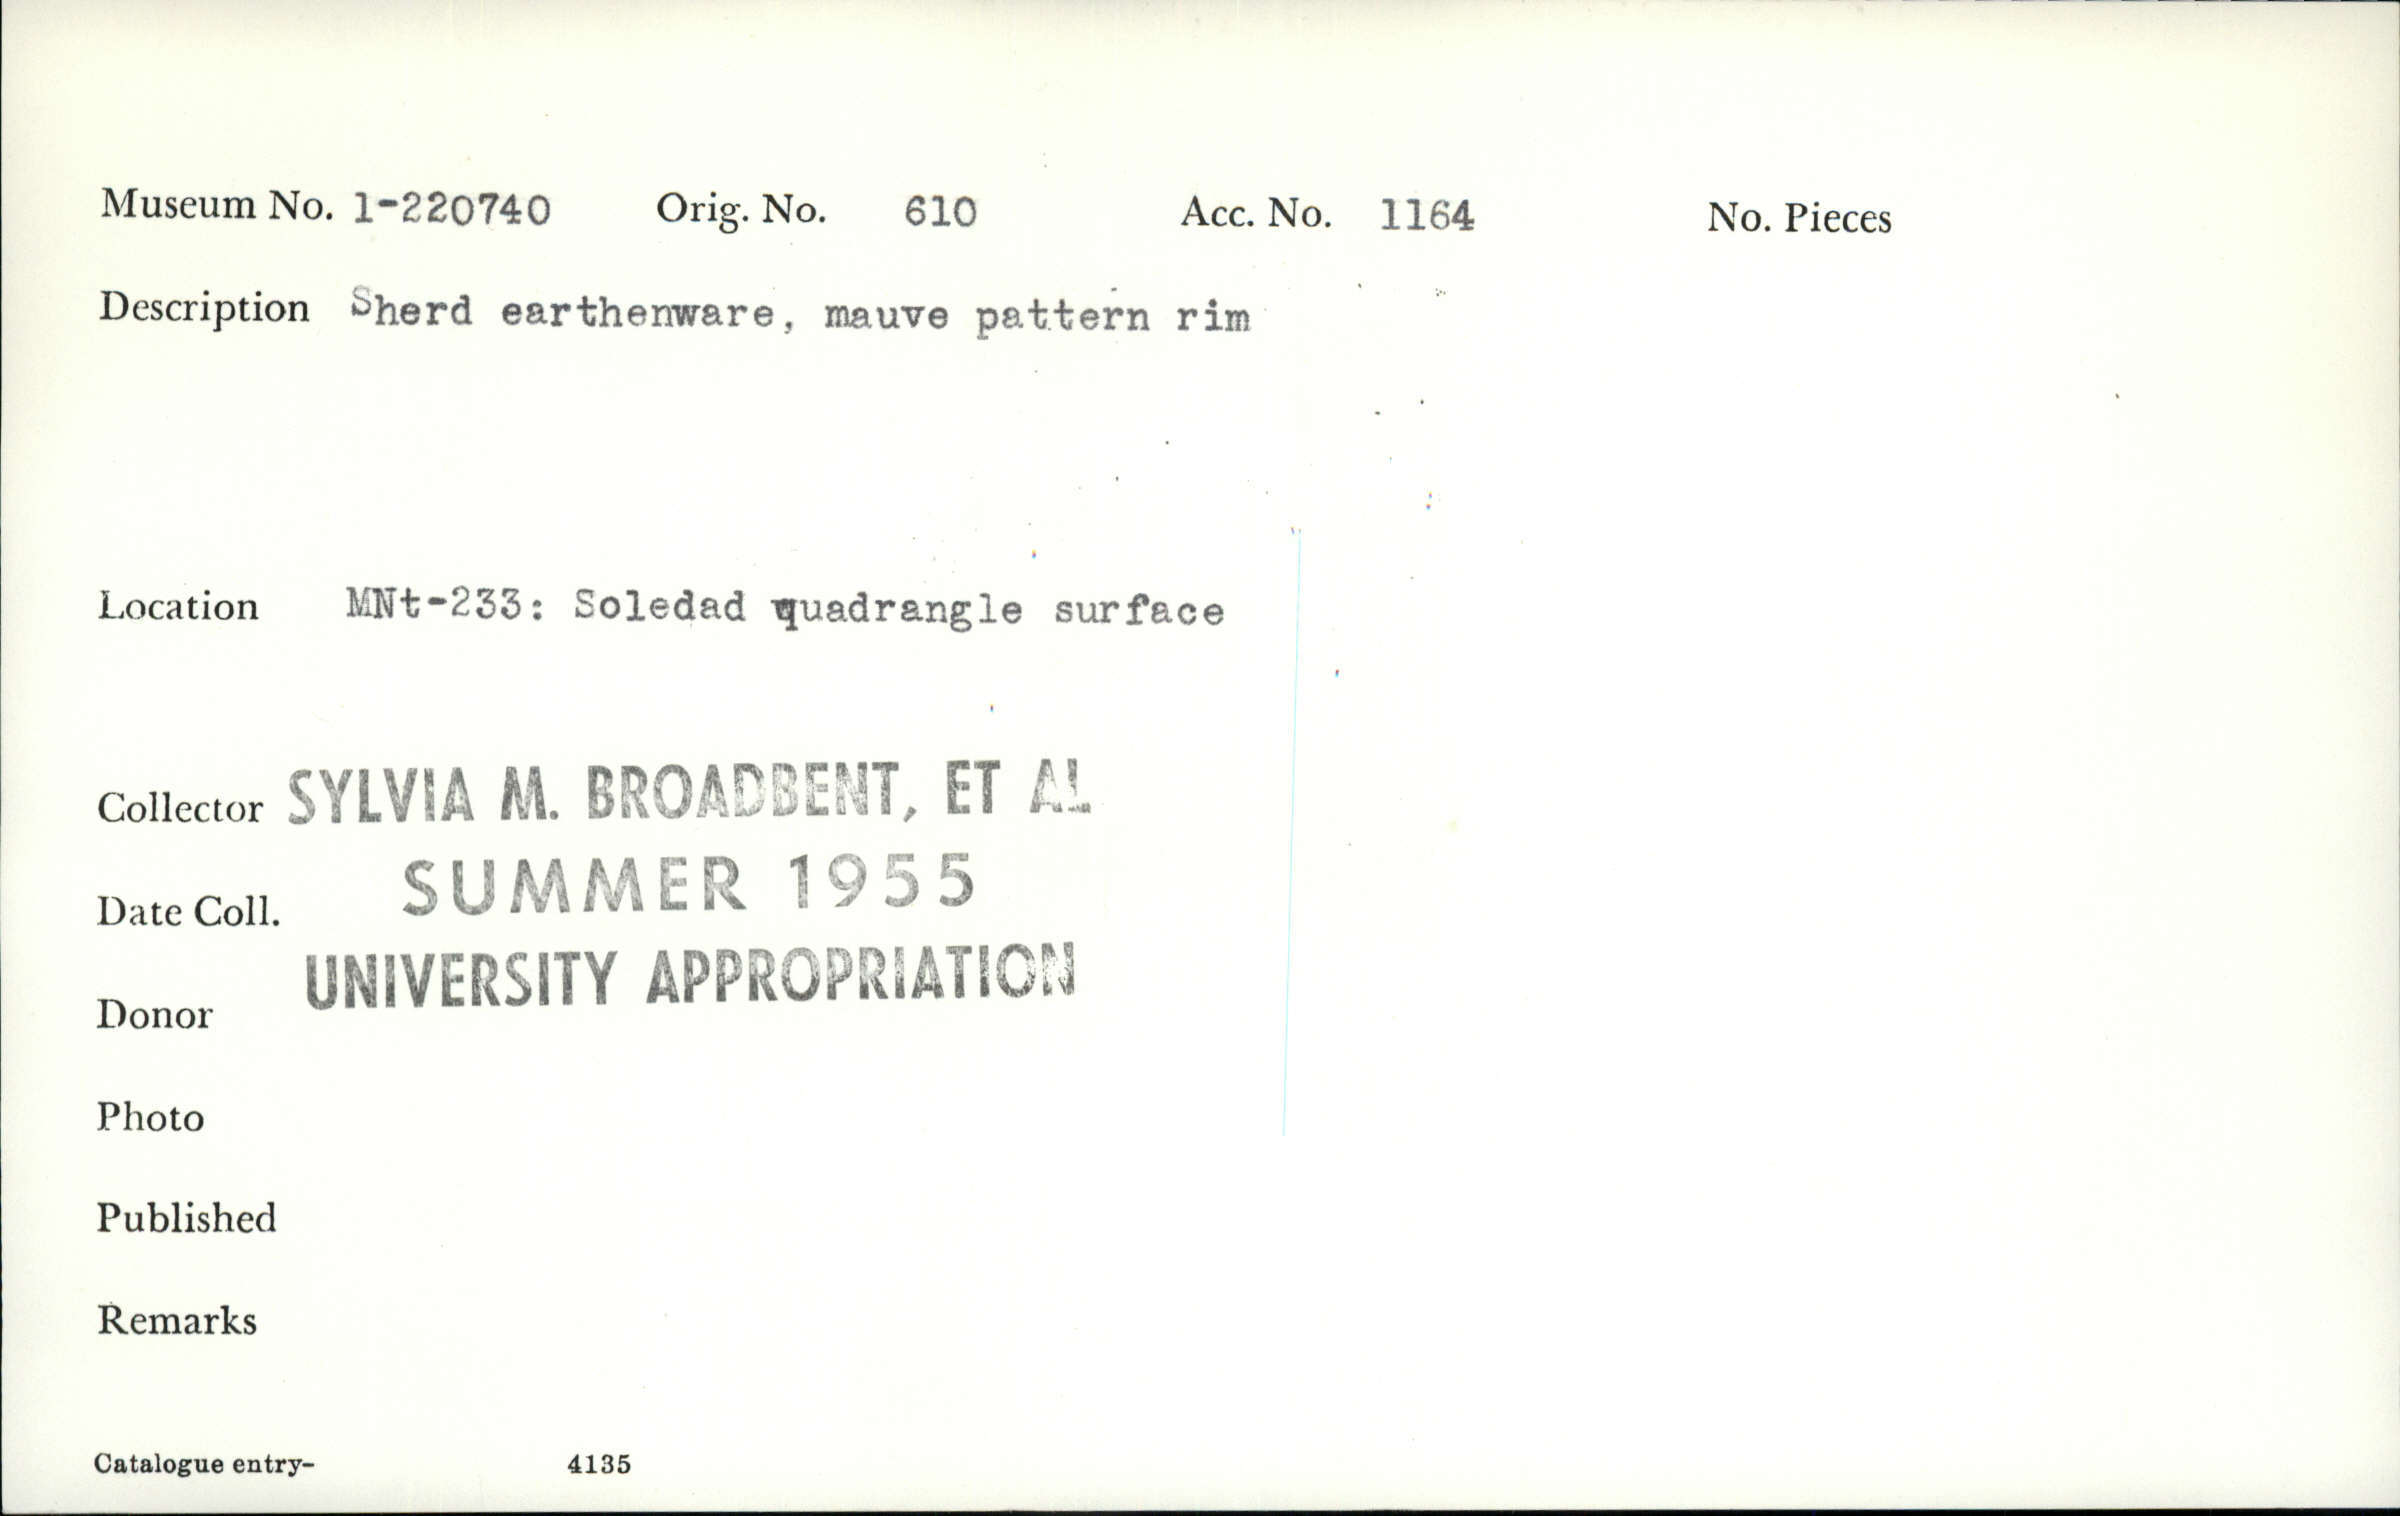 Museum No. 1-220740 Orig. No. 610 Acc. No. 1164 No. Pieces
Description Sherd earthenware, mauve pattern rim
Location MNt-233: Soledad quadrangle surface
Collector SYLVIA M. BROADBENT, ET AL
Date Coll. SUMMER 1955
Donor UNIVERSITY APPROPRIATION
Photo
Published
Remarks
Catalogue entry- 4135